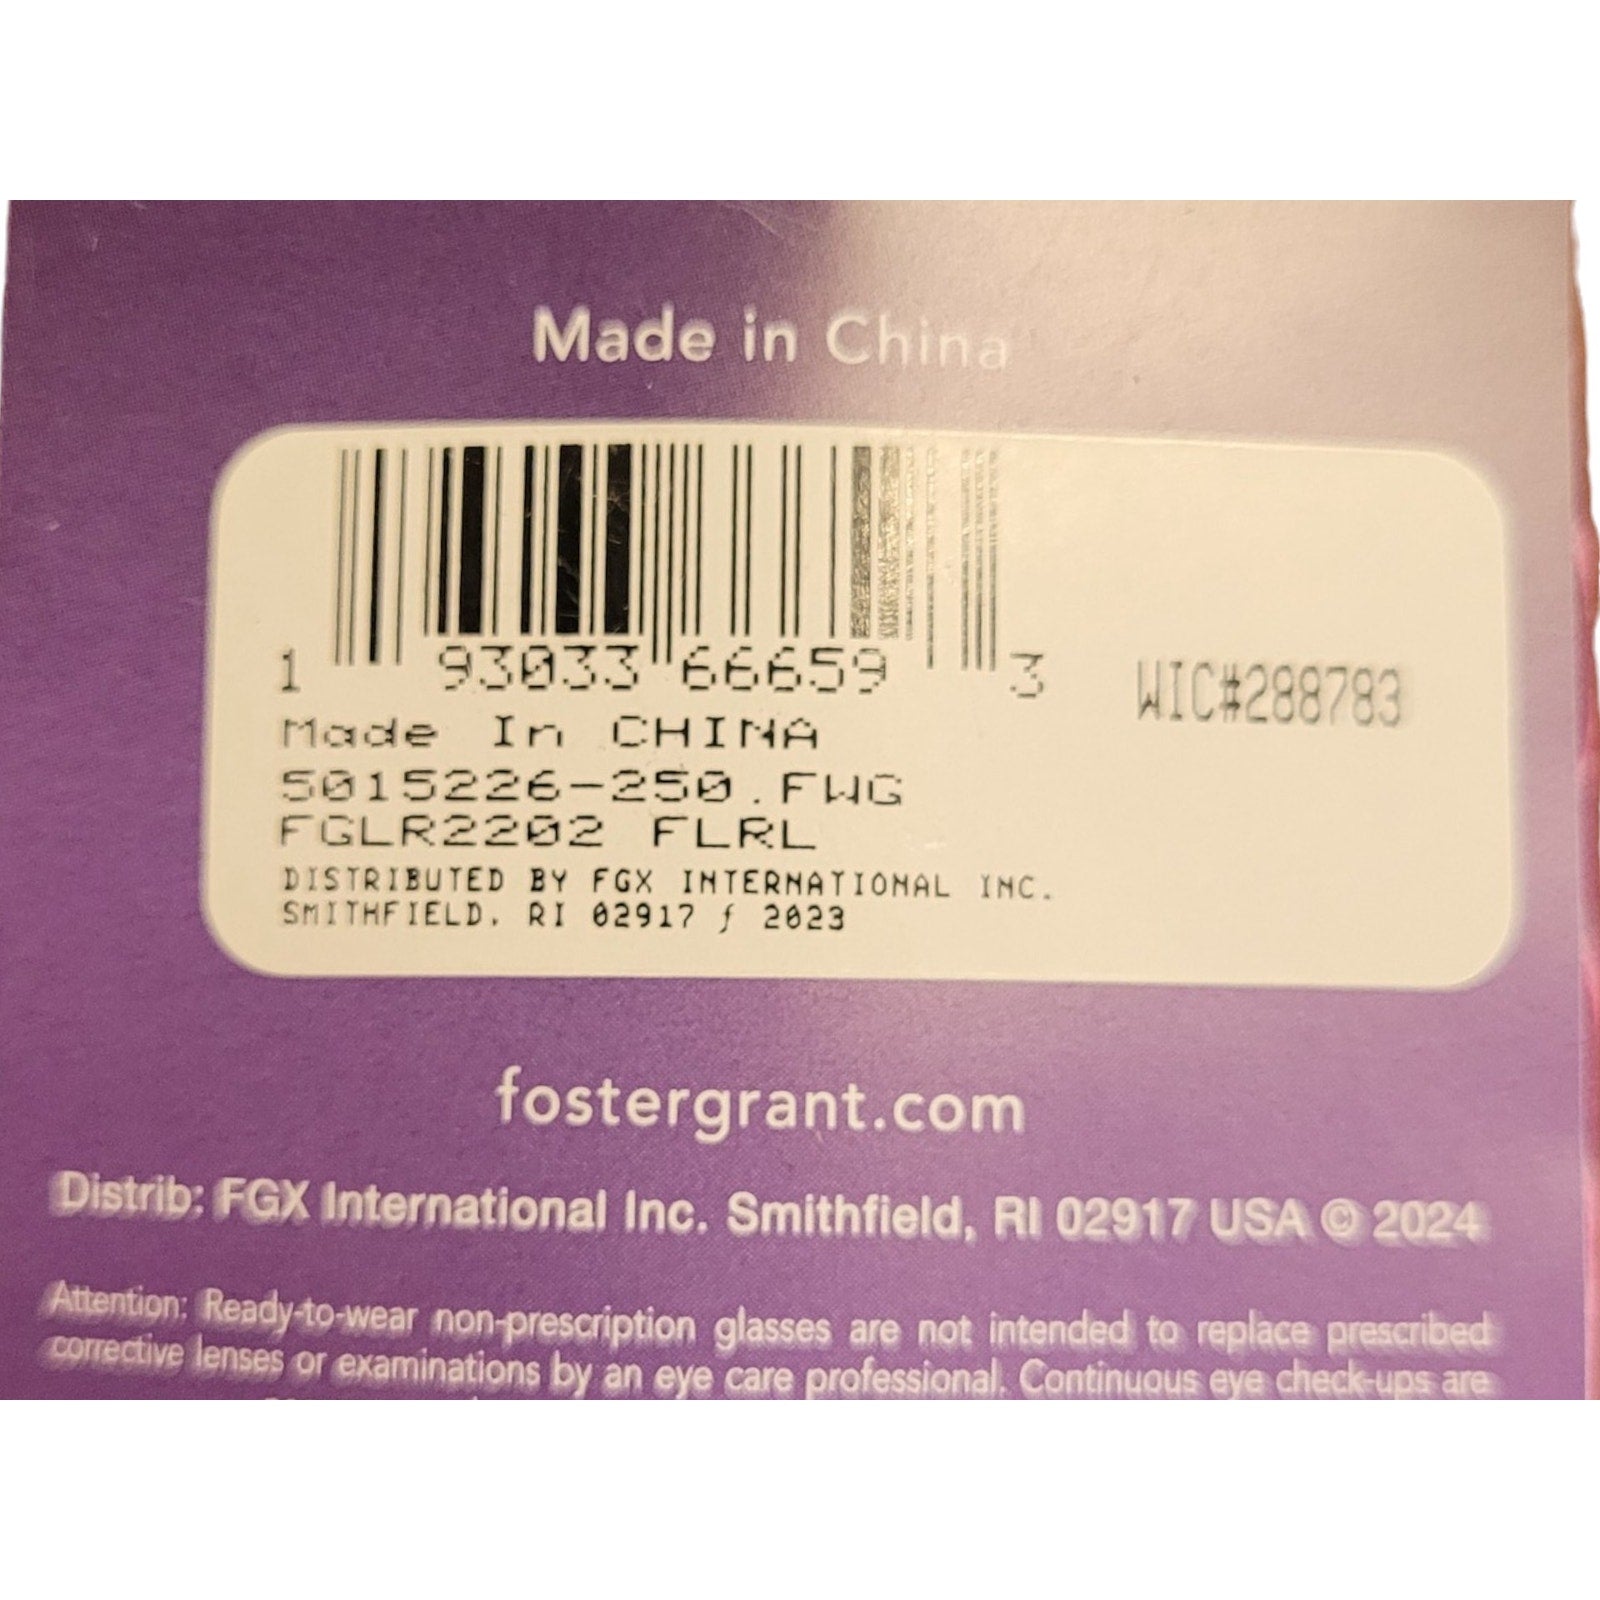 Made in China
1 93033 66659 3
WIC#288783
Made In CHINA
5015226-250.FWG
FGLR2202 FLRL
DISTRIBUTED BY FGX INTERNATIONAL INC.
SMITHFIELD, RI 02917 ƒ 2023
fostergrant.com
Distrib: FGX International Inc. Smithfield, RI 02917 USA © 2024
Attention: Ready-to-wear non-prescription glasses are not intended to replace prescribed
corrective lenses or examinations by an eye care professional. Continuous eye check-ups are